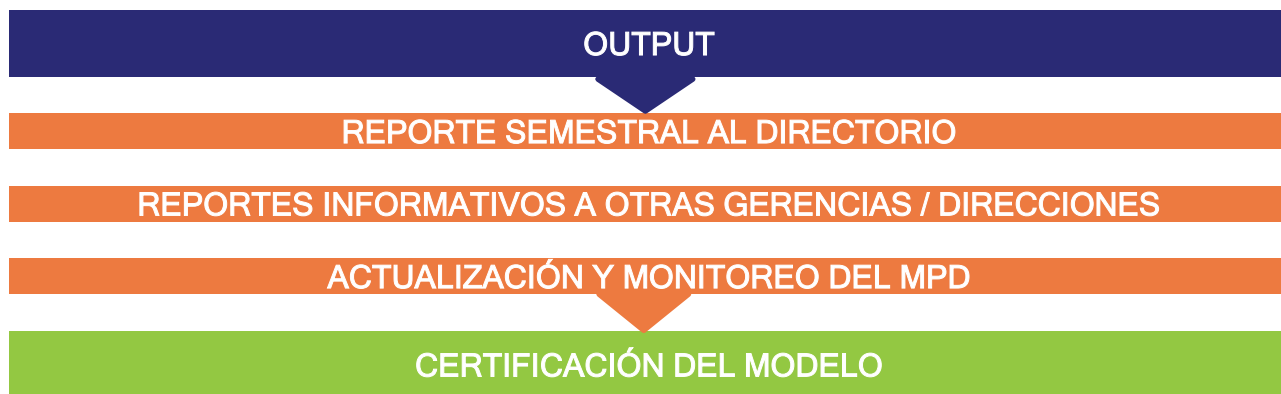 OUTPUT
REPORTE SEMESTRAL AL DIRECTORIO
REPORTES INFORMATIVOS A OTRAS GERENCIAS / DIRECCIONES
ACTUALIZACIÓN Y MONITOREO DEL MPD
CERTIFICACIÓN DEL MODELO